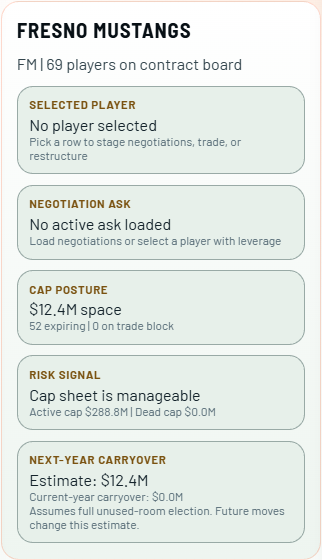 FRESNO MUSTANGS
FM | 69 players on contract board
SELECTED PLAYER
No player selected
Pick a row to stage negotiations, trade, or
restructure
NEGOTIATION ASK
No active ask loaded
Load negotiations or select a player with leverage
CAP POSTURE
$12.4M space
52 expiring | 0 on trade block
RISK SIGNAL
Cap sheet is manageable
Active cap $288.8M | Dead cap $0.0M
NEXT-YEAR CARRYOVER
Estimate: $12.4M
Current-year carryover: $0.0M
Assumes full unused-room election. Future moves
change this estimate.